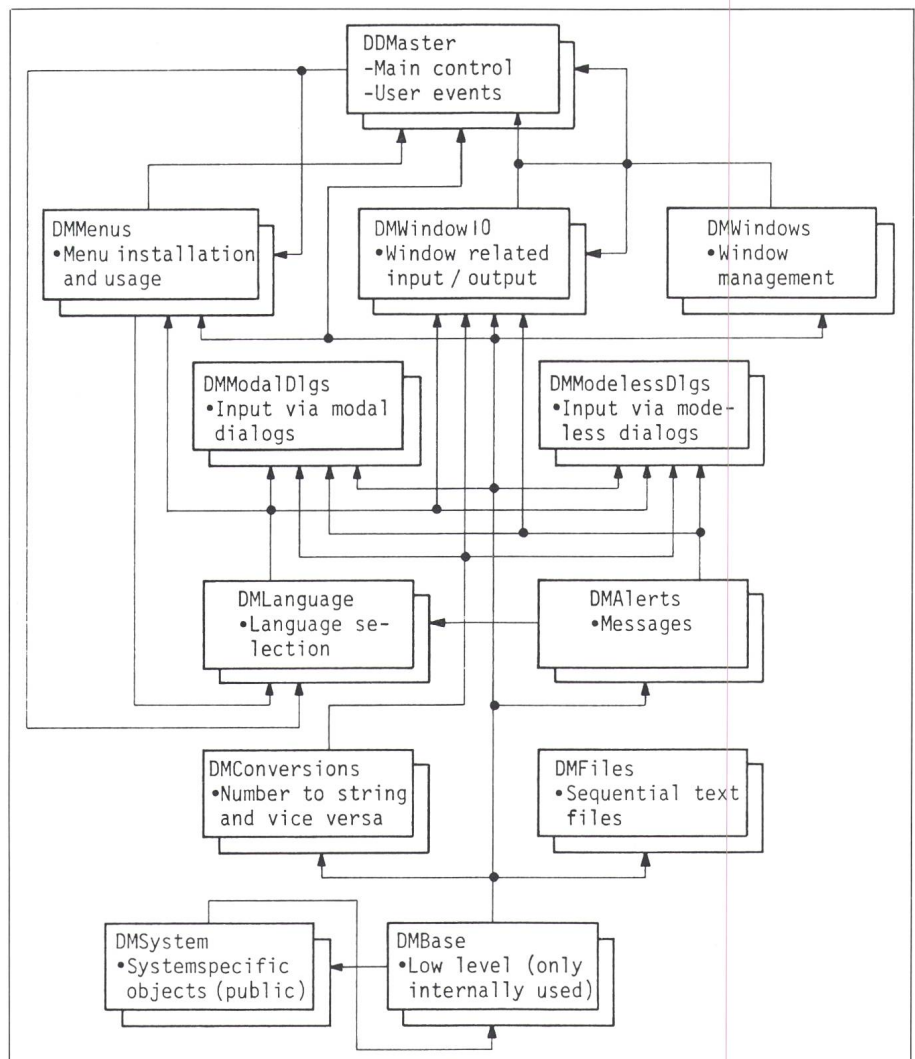 DDMaster
-Main control
-User events
DMMenus
•Menu installation
and usage
DMWindowIO
•Window related
input / output
DMWindows
•Window
management
DMModalDlgs
•Input via modal
dialogs
DMModelessDlgs
•Input via mode-
less dialogs
DMLanguage
•Language se-
lection
DMAlerts
•Messages
DMConversions
•Number to string
and vice versa
DMFiles
•Sequential text
files
DMSystem
•Systemspecific
objects (public)
DMBase
•Low level (only
internally used)